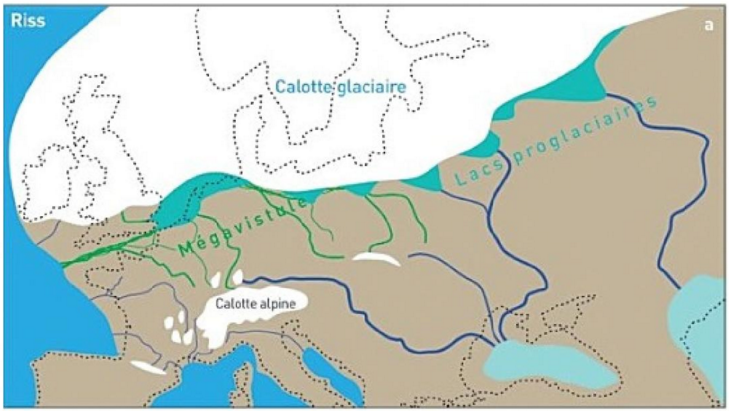 Riss
a
Calotte glaciaire
Lacs proglaciaires
Mégavistule
Calotte alpine